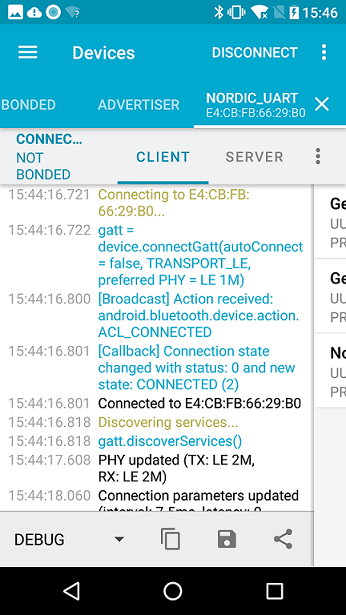 15:46
Devices
DISCONNECT
BONDED
ADVERTISER
NORDIC_UART
E4:CB:FB:66:29:B0
CONNEC...
NOT
BONDED
CLIENT
SERVER
15:44:16.721 Connecting to E4:CB:FB:
66:29:B0...
15:44:16.722 gatt =
device.connectGatt(autoConnect
= false, TRANSPORT_LE,
preferred PHY = LE 1M)
15:44:16.800 [Broadcast] Action received:
android.bluetooth.device.action.
ACL_CONNECTED
15:44:16.801 [Callback] Connection state
changed with status: 0 and new
state: CONNECTED (2)
15:44:16.801 Connected to E4:CB:FB:66:29:B0
15:44:16.818 Discovering services...
15:44:16.818 gatt.discoverServices()
15:44:17.608 PHY updated (TX: LE 2M,
RX: LE 2M)
15:44:18.060 Connection parameters updated
(interval: 7.5ms, latency: 0,
Ge
UU
PR
Ge
UU
PR
No
UU
PR
DEBUG